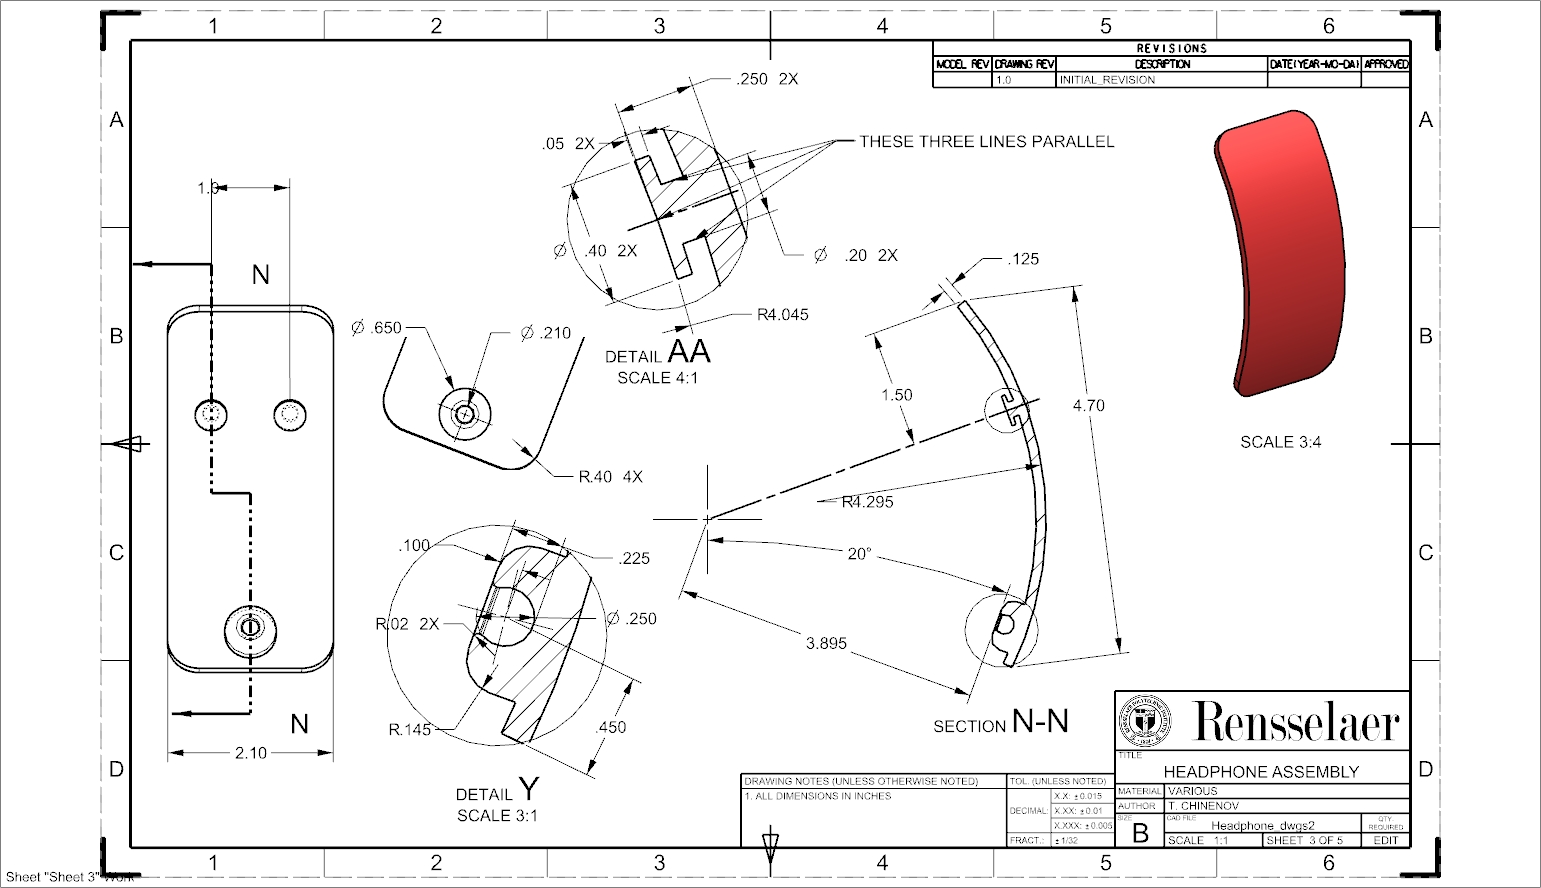 1 2 3 4 5 6
REVISIONS
MODEL REV DRAWING REV DESCRIPTION DATE(YEAR-MO-DA) APPROVED
1.0 INITIAL_REVISION
.250 2X
A A
.05 2X
THESE THREE LINES PARALLEL
1.0
Ø .40 2X
Ø .20 2X
.125
N
R4.045
Ø .650
Ø .210
B B
DETAIL AA
SCALE 4:1
1.50
4.70
SCALE 3:4
R.40 4X
R4.295
.100
.225
20°
C C
R.02 2X
Ø .250
3.895
N
R.145
.450
SECTION N-N
2.10
Rensselaer
TITLE
HEADPHONE ASSEMBLY
D D
DETAIL Y
SCALE 3:1
DRAWING NOTES (UNLESS OTHERWISE NOTED)
1. ALL DIMENSIONS IN INCHES
TOL. (UNLESS NOTED)
DECIMAL:
X.X: ±0.015
X.XX: ±0.01
X.XXX: ±0.005
FRACT.: ±1/32
MATERIAL VARIOUS
AUTHOR T. CHINENOV
SIZE
B
CAD FILE
Headphone_dwgs2
QTY. REQUIRED
SCALE 1:1 SHEET 3 OF 5 EDIT
1 2 3 4 5 6
Sheet "Sheet 3" Work